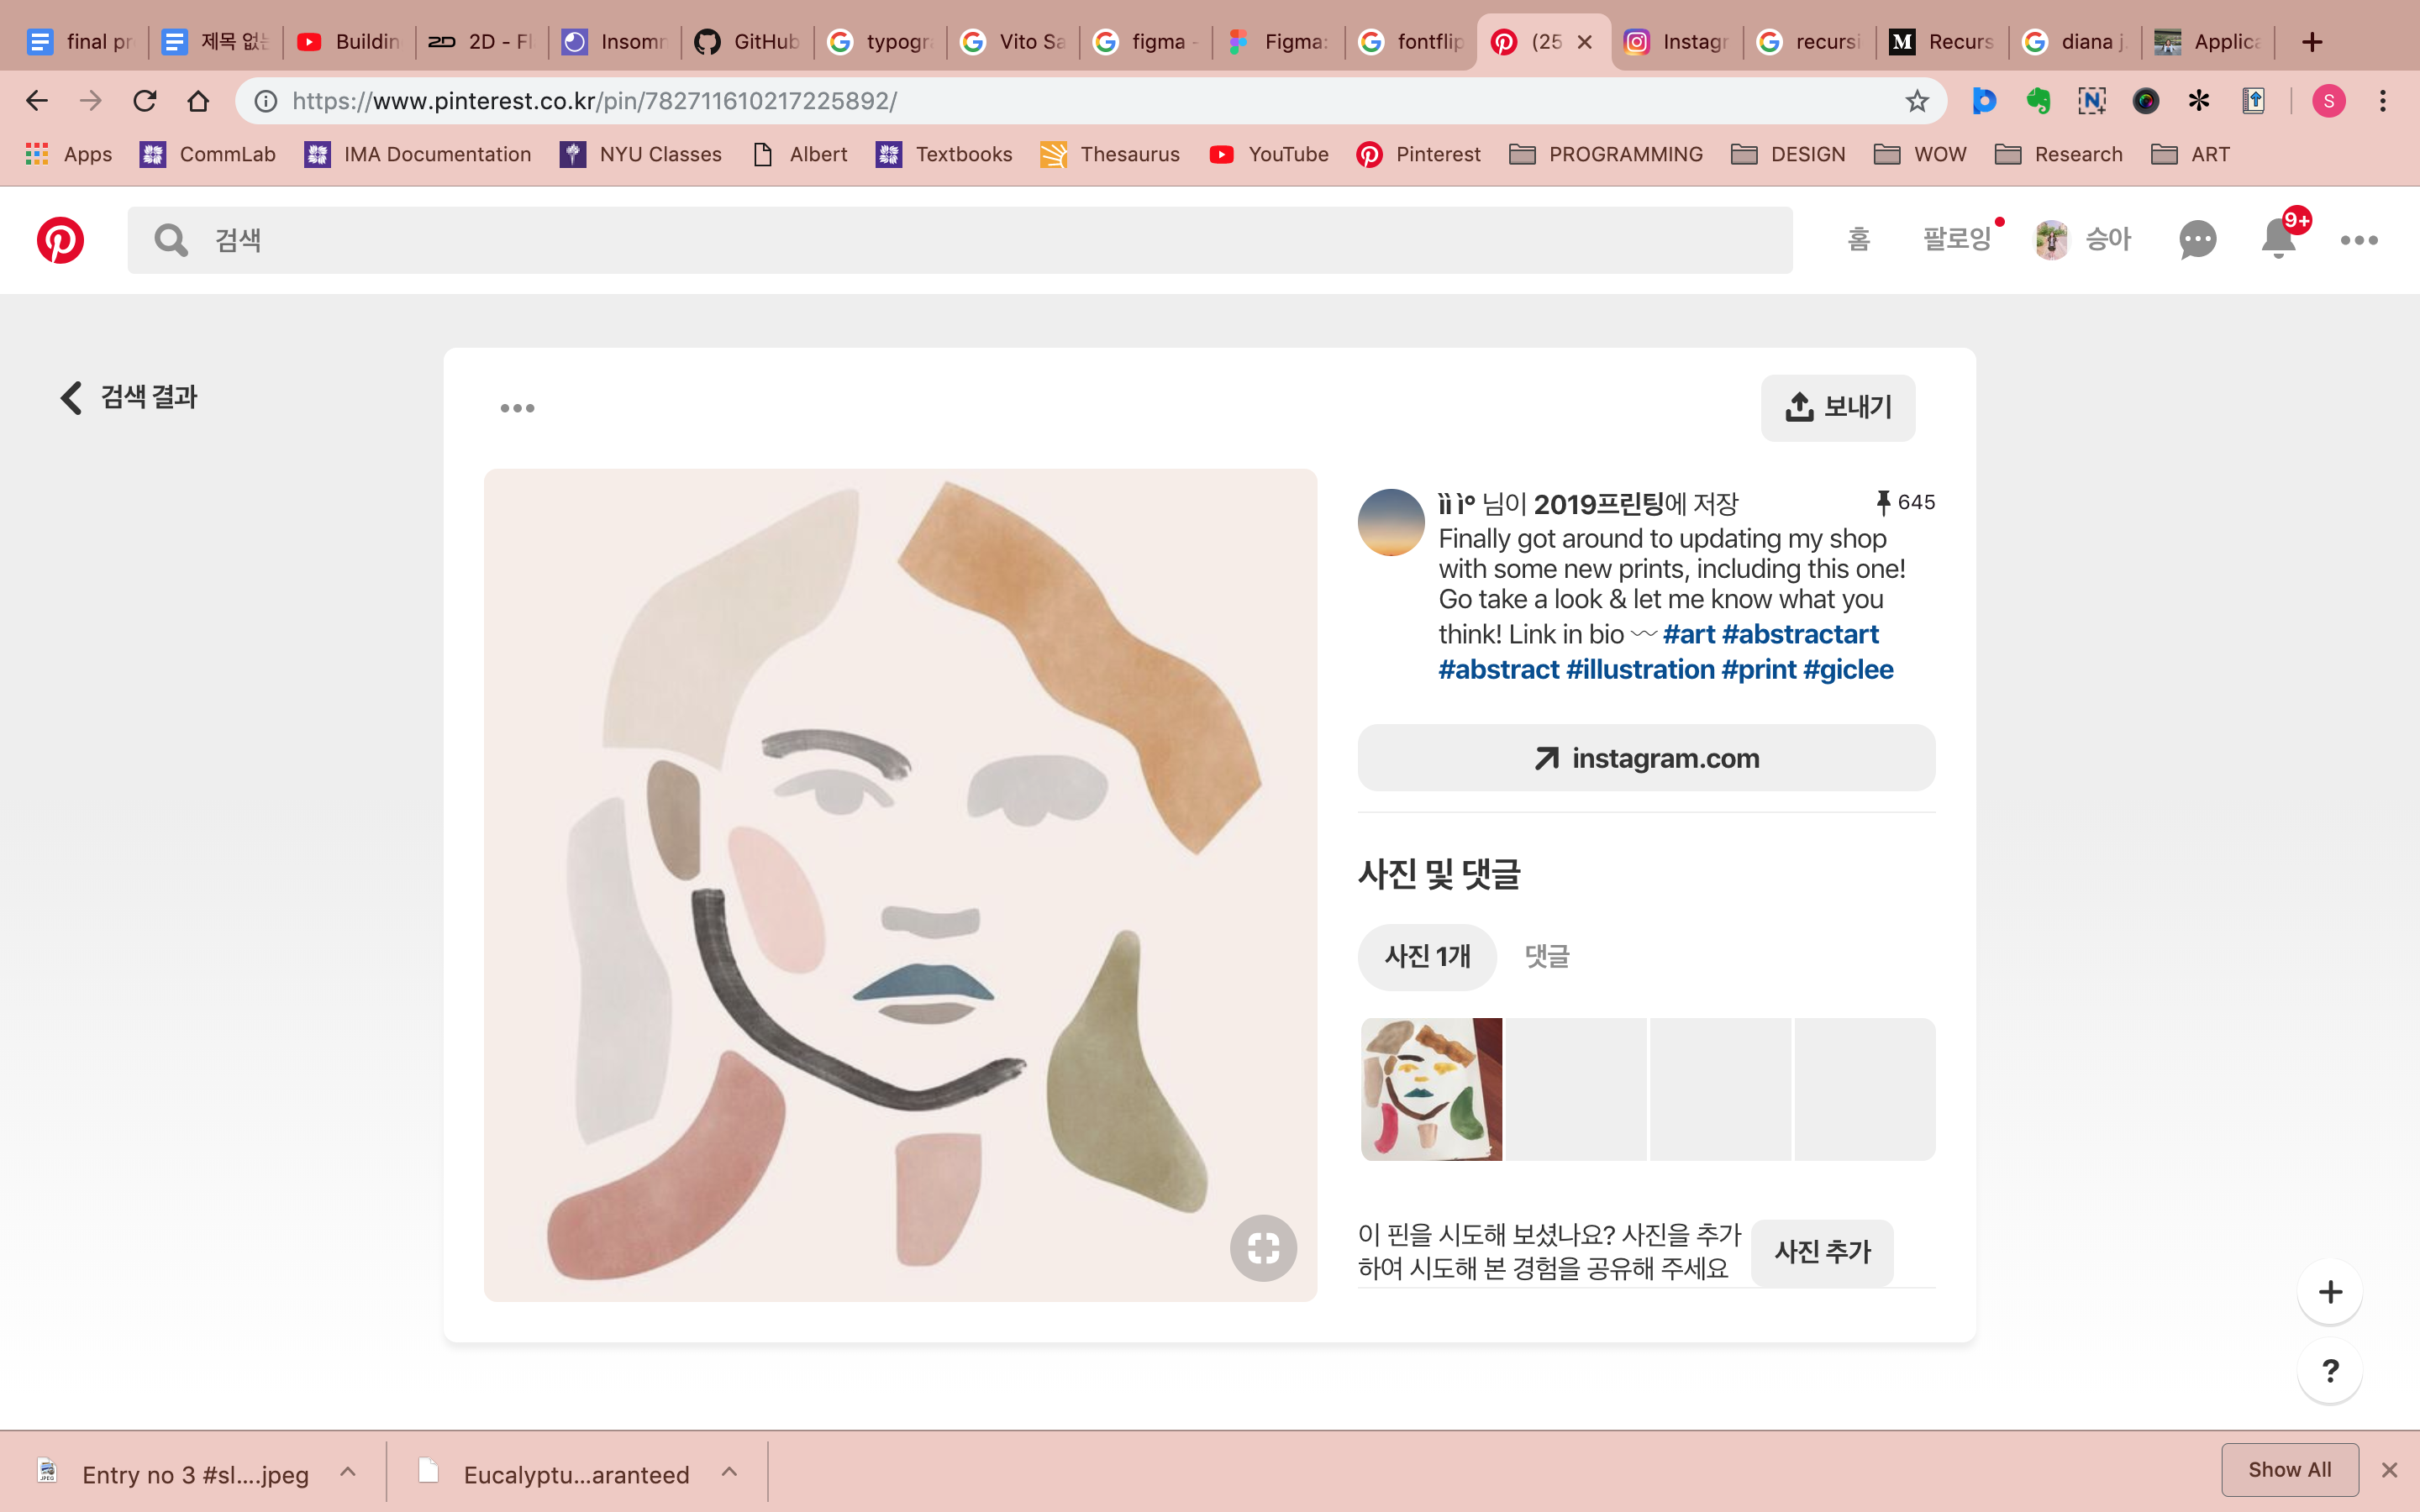 final pr
제목 없는
Buildin
2D - Fl
Insomn
GitHub
typogra
Vito Sa
figma -
Figma:
fontflip
(25
Instagr
recursi
Recurs
diana j
Applica
https://www.pinterest.co.kr/pin/782711610217225892/
S
Apps
CommLab
IMA Documentation
NYU Classes
Albert
Textbooks
Thesaurus
YouTube
Pinterest
PROGRAMMING
DESIGN
WOW
Research
ART
검색
홈
팔로잉
승아
9+
검색 결과
보내기
ìì ìº 님이 2019프린팅에 저장
645
Finally got around to updating my shop
with some new prints, including this one!
Go take a look & let me know what you
think! Link in bio 〰 #art #abstractart
#abstract #illustration #print #giclee
instagram.com
사진 및 댓글
사진 1개
댓글
이 핀을 시도해 보셨나요? 사진을 추가
하여 시도해 본 경험을 공유해 주세요
사진 추가
?
Entry no 3 #sl....jpeg
Eucalyptu...aranteed
Show All